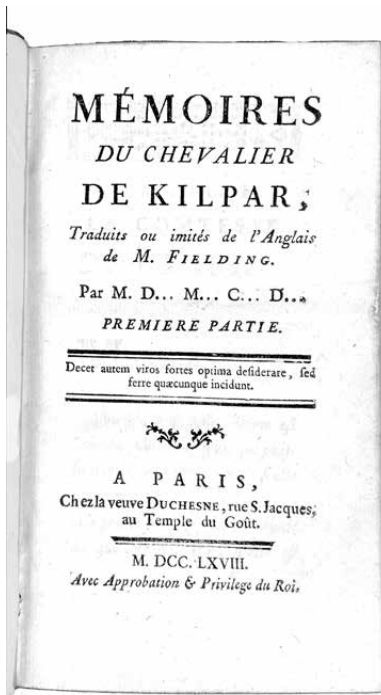 MÉMOIRES
DU CHEVALIER
DE KILPAR,
Traduits ou imités de l'Anglais
de M. FIELDING.
Par M. D... M... C... D...
PREMIERE PARTIE.
Decet autem viros fortes optima desiderare, sed
ferre quæcunque incidunt.
A PARIS,
Chez la veuve DUCHESNE, rue S. Jacques,
au Temple du Goût.
M. DCC. LXVIII.
Avec Approbation & Privilege du Roi.